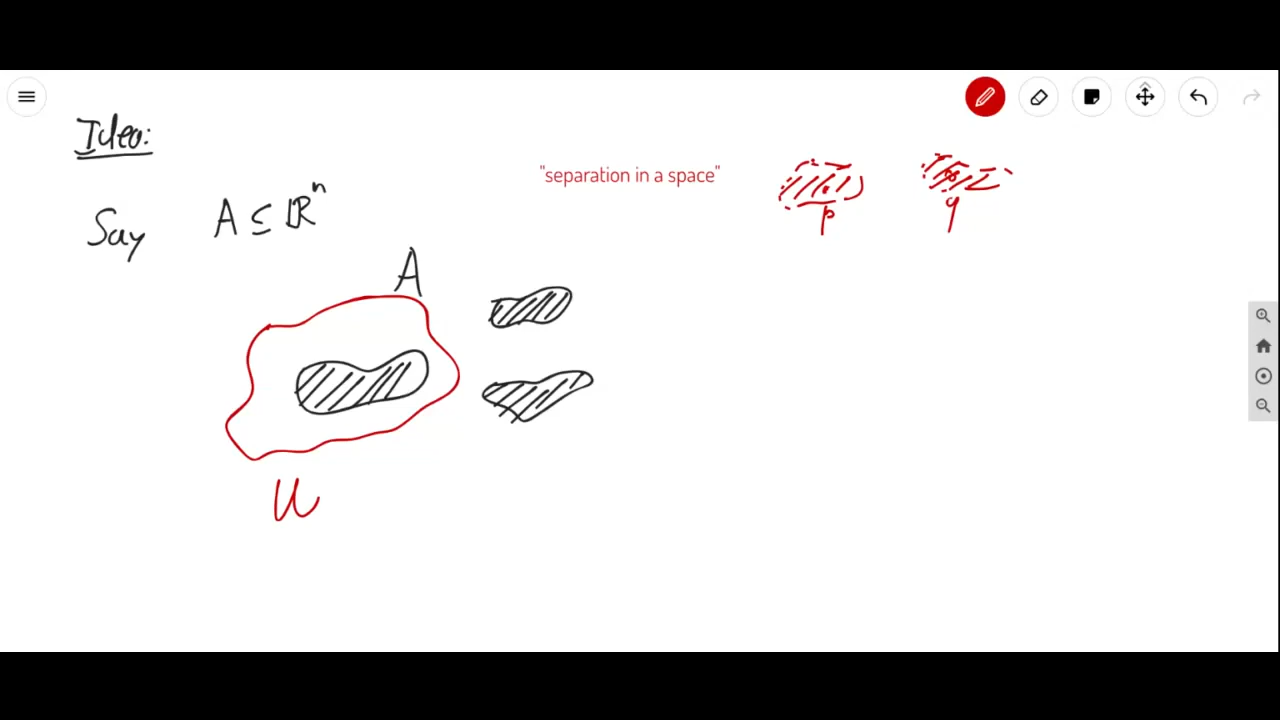 Idea:
"separation in a space"
Say A ⊆ ℝⁿ
p q
A
U